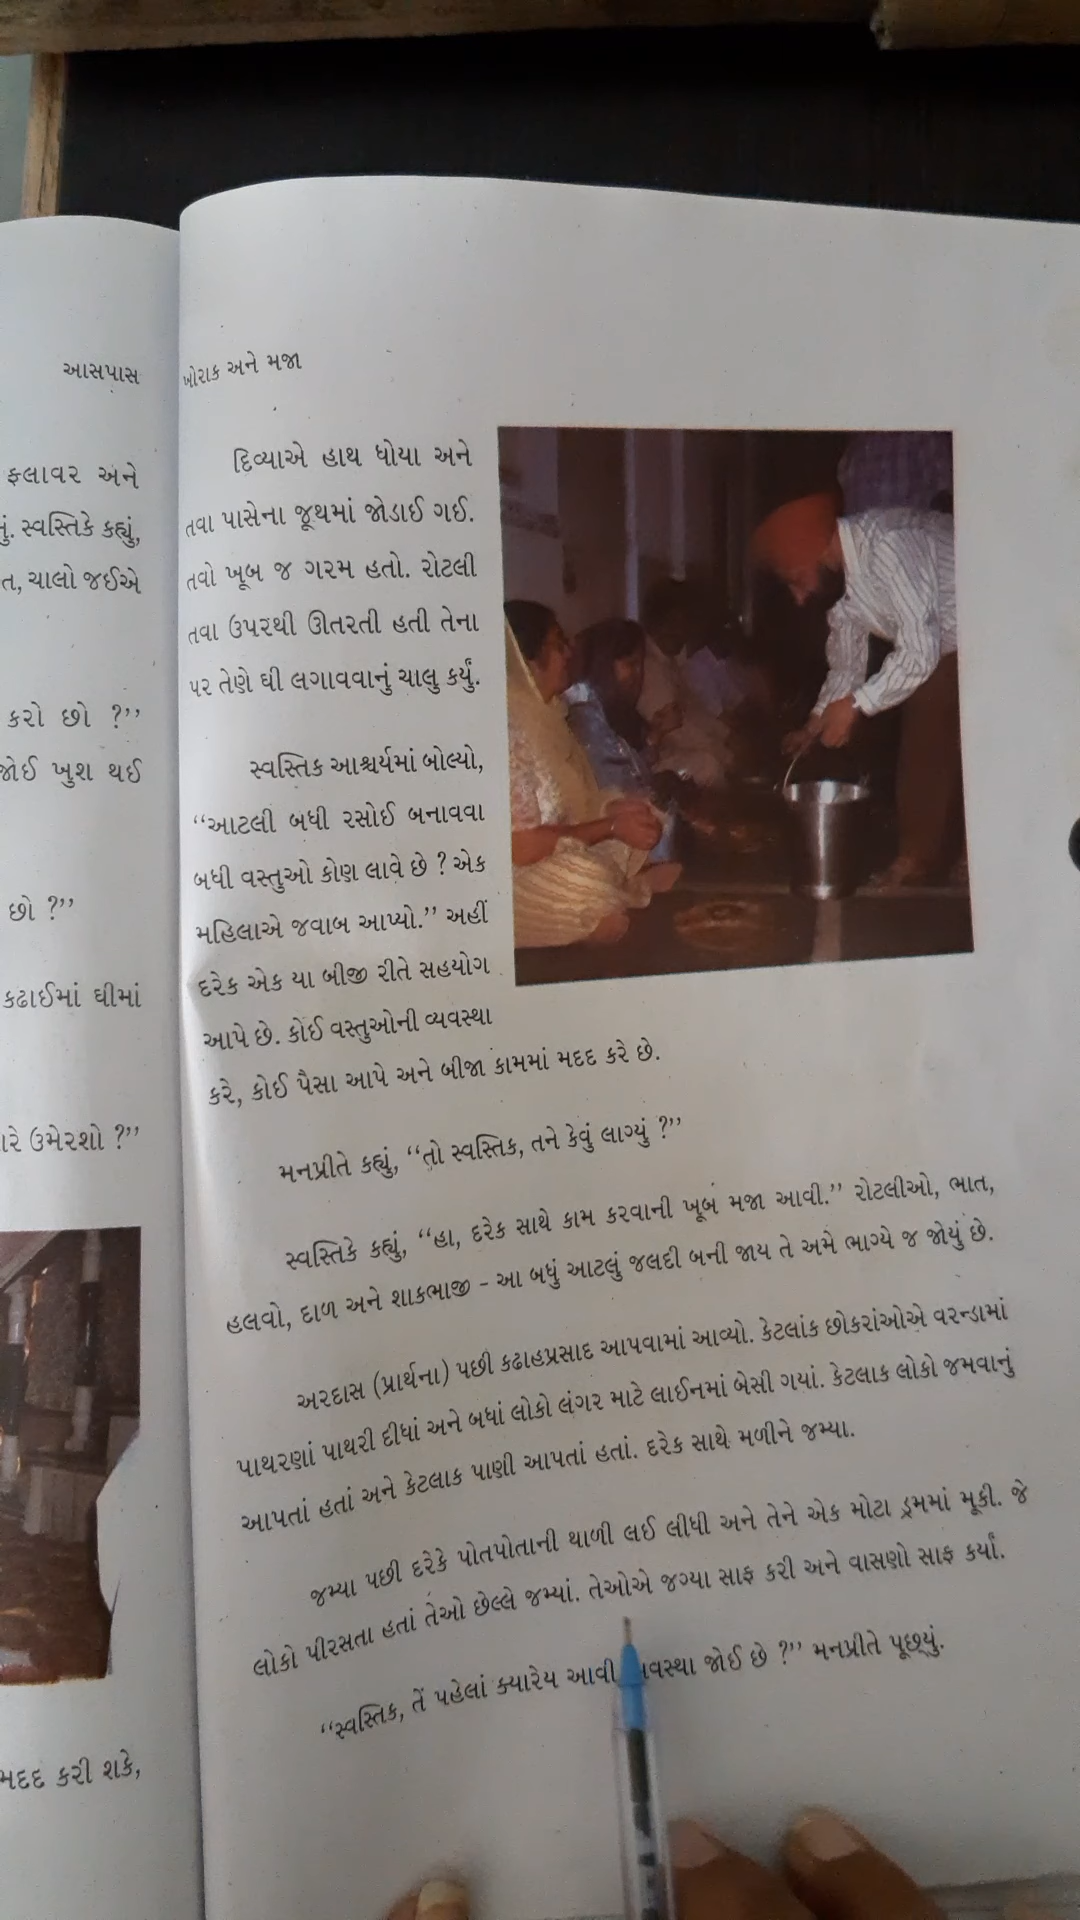 આસપાસ
ફ્લાવર અને
સ્વસ્તિકે કહ્યું,
ચાલો જઈએ
કરો છો ?”
જોઈ ખુશ થઈ
છો ?”
કઢાઈમાં ઘીમાં
ઉમેરશો ?”
મદદ કરી શકે,
ખોરાક અને મજા
દિવ્યાએ હાથ ધોયા અને
તવા પાસેના જૂથમાં જોડાઈ ગઈ.
તવો ખૂબ જ ગરમ હતો. રોટલી
તવા ઉપરથી ઊતરતી હતી તેના
પર તેણે ઘી લગાવવાનું ચાલુ કર્યું.
સ્વસ્તિક આશ્ચર્યમાં બોલ્યો,
“આટલી બધી રસોઈ બનાવવા
બધી વસ્તુઓ કોણ લાવે છે ? એક
મહિલાએ જવાબ આપ્યો.” અહીં
દરેક એક યા બીજી રીતે સહયોગ
આપે છે. કોઈ વસ્તુઓની વ્યવસ્થા
કરે, કોઈ પૈસા આપે અને બીજા કામમાં મદદ કરે છે.
મનપ્રીતે કહ્યું, “તો સ્વસ્તિક, તને કેવું લાગ્યું ?”
સ્વસ્તિકે કહ્યું, “હા, દરેક સાથે કામ કરવાની ખૂબ મજા આવી.” રોટલીઓ, ભાત,
હલવો, દાળ અને શાકભાજી - આ બધું આટલું જલદી બની જાય તે અમે ભાગ્યે જ જોયું છે.
અરદાસ (પ્રાર્થના) પછી કઢાહપ્રસાદ આપવામાં આવ્યો. કેટલાંક છોકરાંઓએ વરન્ડામાં
પાથરણાં પાથરી દીધાં અને બધાં લોકો લંગર માટે લાઈનમાં બેસી ગયાં. કેટલાક લોકો જમવાનું
આપતાં હતાં અને કેટલાક પાણી આપતાં હતાં. દરેક સાથે મળીને જમ્યા.
જમ્યા પછી દરેકે પોતપોતાની થાળી લઈ લીધી અને તેને એક મોટા ડ્રમમાં મૂકી. જે
લોકો પીરસતા હતાં તેઓ છેલ્લે જમ્યાં. તેઓએ જગ્યા સાફ કરી અને વાસણો સાફ કર્યાં.
“સ્વસ્તિક, તેં પહેલાં ક્યારેય આવી જોઈ છે ?” મનપ્રીતે પૂછ્યું.